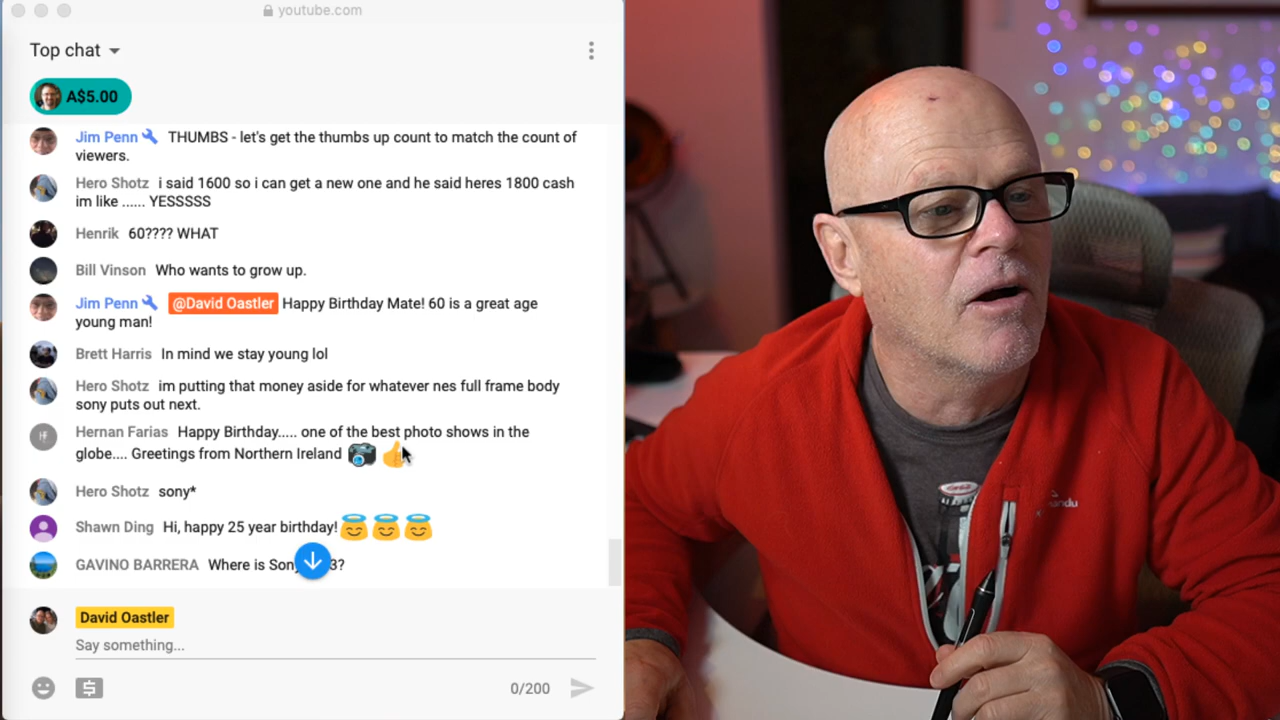 youtube.com
Top chat
A$5.00
Jim Penn THUMBS - let's get the thumbs up count to match the count of
viewers.
Hero Shotz i said 1600 so i can get a new one and he said heres 1800 cash
im like ...... YESSSSS
Henrik 60???? WHAT
Bill Vinson Who wants to grow up.
Jim Penn @David Oastler Happy Birthday Mate! 60 is a great age
young man!
Brett Harris In mind we stay young lol
Hero Shotz im putting that money aside for whatever nes full frame body
sony puts out next.
HF
Hernan Farias Happy Birthday..... one of the best photo shows in the
globe.... Greetings from Northern Ireland
Hero Shotz sony*
Shawn Ding Hi, happy 25 year birthday!
GAVINO BARRERA Where is 3?
David Oastler
Say something...
0/200